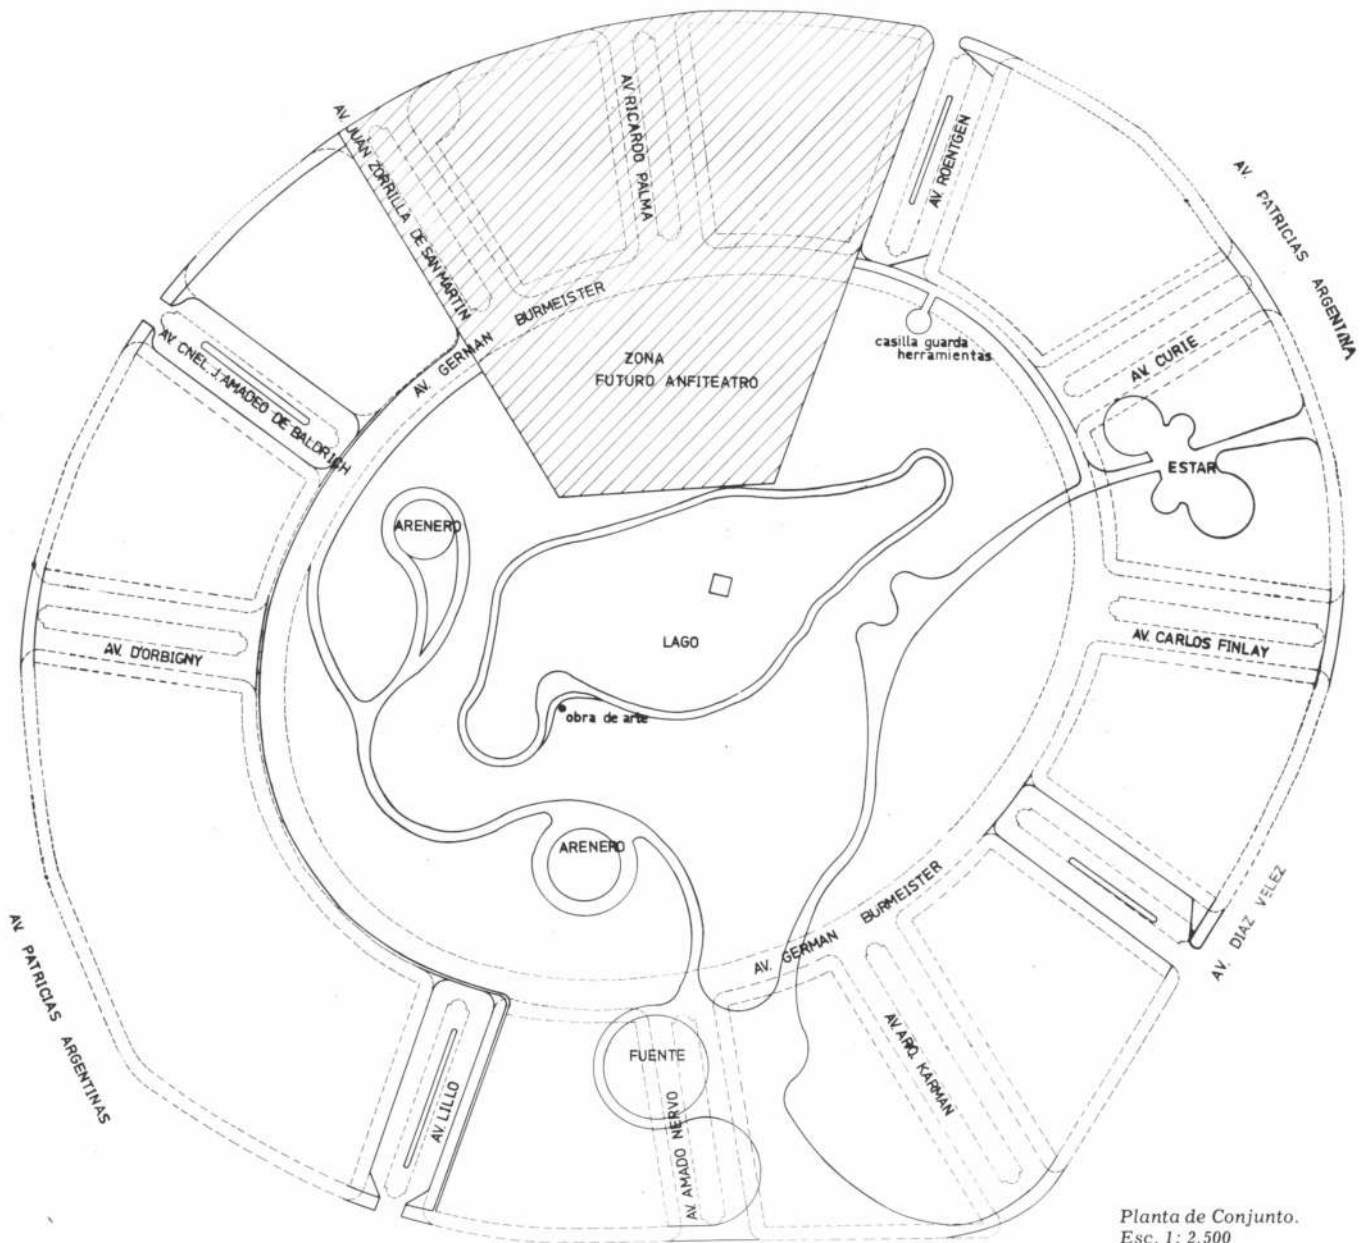 AV. RICARDO PALMA
AV. JUAN ZORRILLA DE SAN MARTIN
AV. ROENTGEN
AV. PATRICIAS ARGENTINA
AV. GERMAN BURMEISTER
casilla guarda
herramientas
ZONA
FUTURO ANFITEATRO
AV. CURIE
AV. CNEL J. AMADEO DE BALDRICH
ESTAR
ARENERO
LAGO
AV. CARLOS FINLAY
AV. D'ORBIGNY
obra de arte
ARENERO
AV. GERMAN BURMEISTER
AV. DIAZ VELEZ
AV. PATRICIAS ARGENTINAS
FUENTE
AV. ARQ. KARMAN
AV. LILLO
AV. AMADO NERVO
Planta de Conjunto.
Esc. 1: 2.500